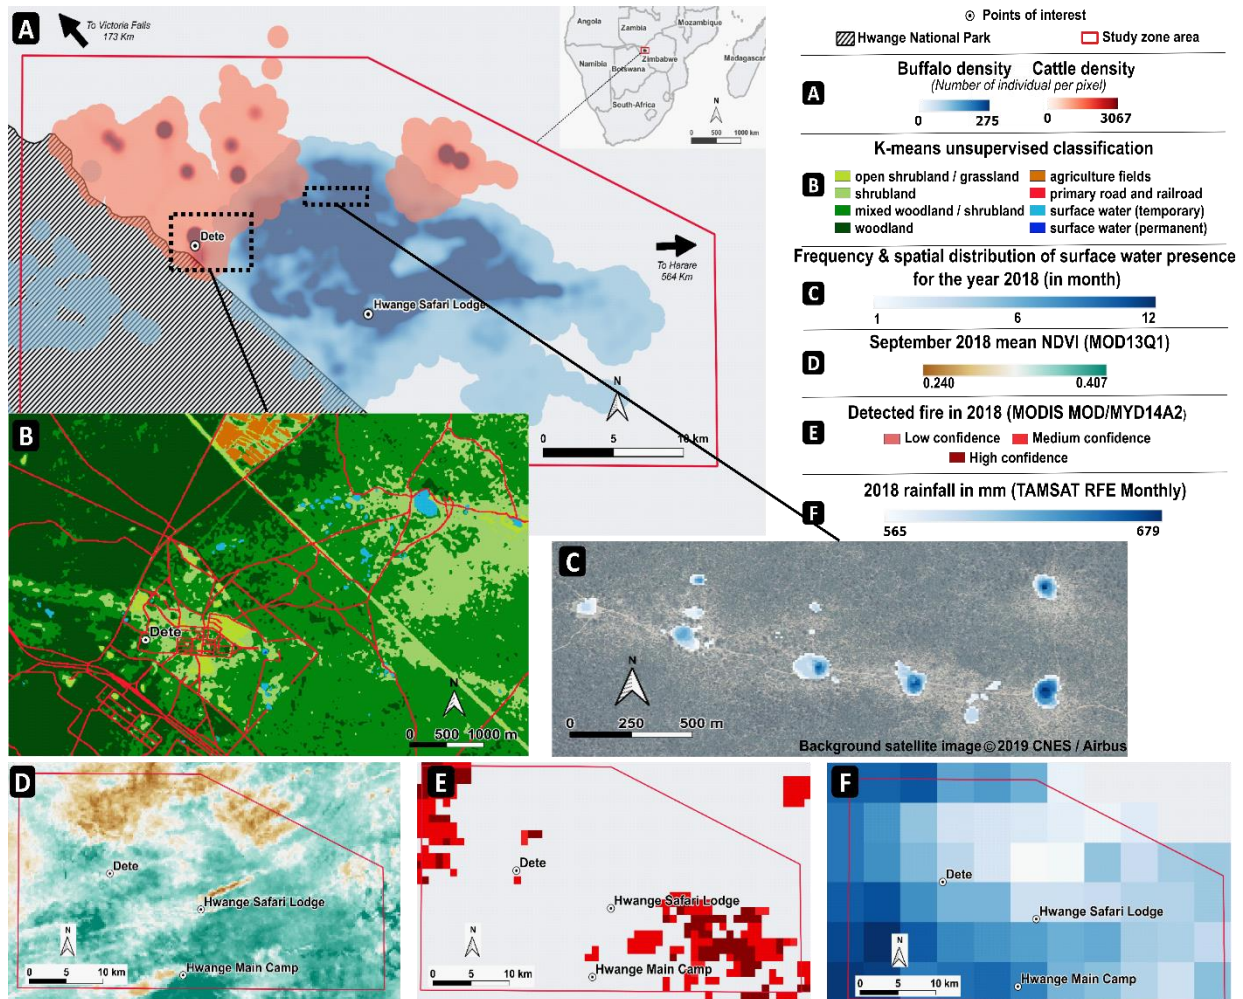 A
To Victoria Falls
173 Km
Angola
Zambia
Mozambique
Namibia
Zimbabwe
Botswana
Madagascar
South-Africa
N
0 500 1000 km
Dete
Hwange Safari Lodge
To Harare
564 Km
N
0 5 10 km
Points of interest
Hwange National Park
Study zone area
A
Buffalo density
Cattle density
(Number of individual per pixel)
0 275
0 3067
K-means unsupervised classification
B
open shrubland / grassland
shrubland
mixed woodland / shrubland
woodland
agriculture fields
primary road and railroad
surface water (temporary)
surface water (permanent)
Frequency & spatial distribution of surface water presence
for the year 2018 (in month)
C
1 6 12
September 2018 mean NDVI (MOD13Q1)
D
0.240 0.407
Detected fire in 2018 (MODIS MOD/MYD14A2)
E
Low confidence
Medium confidence
High confidence
2018 rainfall in mm (TAMSAT RFE Monthly)
F
565 679
B
Dete
N
0 500 1000 m
C
N
0 250 500 m
Background satellite image © 2019 CNES / Airbus
D
Dete
Hwange Safari Lodge
N
Hwange Main Camp
0 5 10 km
E
Dete
Hwange Safari Lodge
N
Hwange Main Camp
0 5 10 km
F
Dete
Hwange Safari Lodge
N
Hwange Main Camp
0 5 10 km